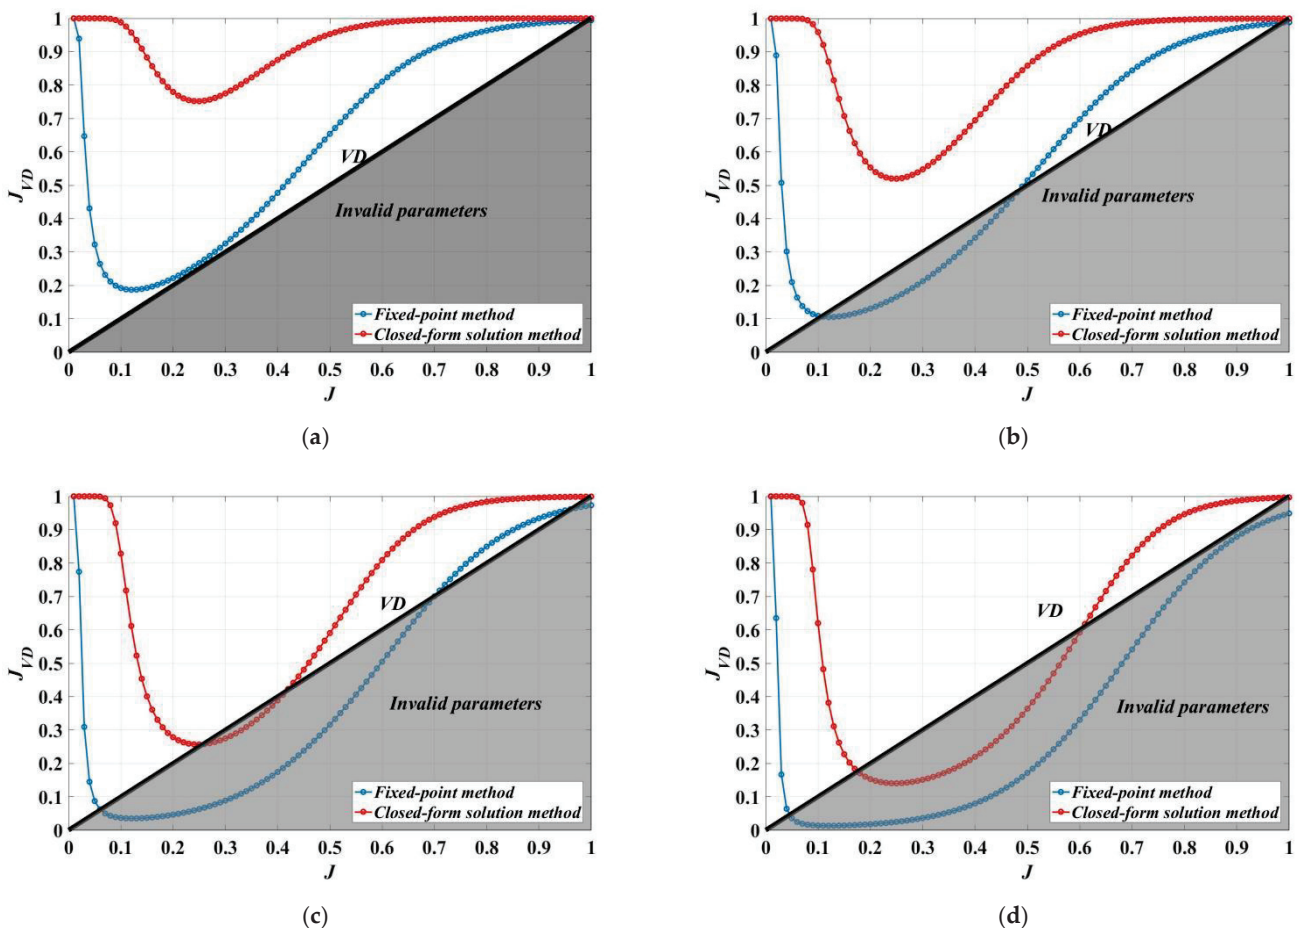 1
0.9
0.8
0.7
0.6
0.5
0.4
0.3
0.2
0.1
0
J_VD
VD
Invalid parameters
Fixed-point method
Closed-form solution method
0 0.1 0.2 0.3 0.4 0.5 0.6 0.7 0.8 0.9 1
J
(a)
1
0.9
0.8
0.7
0.6
0.5
0.4
0.3
0.2
0.1
0
J_VD
VD
Invalid parameters
Fixed-point method
Closed-form solution method
0 0.1 0.2 0.3 0.4 0.5 0.6 0.7 0.8 0.9 1
J
(b)
1
0.9
0.8
0.7
0.6
0.5
0.4
0.3
0.2
0.1
0
J_VD
VD
Invalid parameters
Fixed-point method
Closed-form solution method
0 0.1 0.2 0.3 0.4 0.5 0.6 0.7 0.8 0.9 1
J
(c)
1
0.9
0.8
0.7
0.6
0.5
0.4
0.3
0.2
0.1
0
J_VD
VD
Invalid parameters
Fixed-point method
Closed-form solution method
0 0.1 0.2 0.3 0.4 0.5 0.6 0.7 0.8 0.9 1
J
(d)